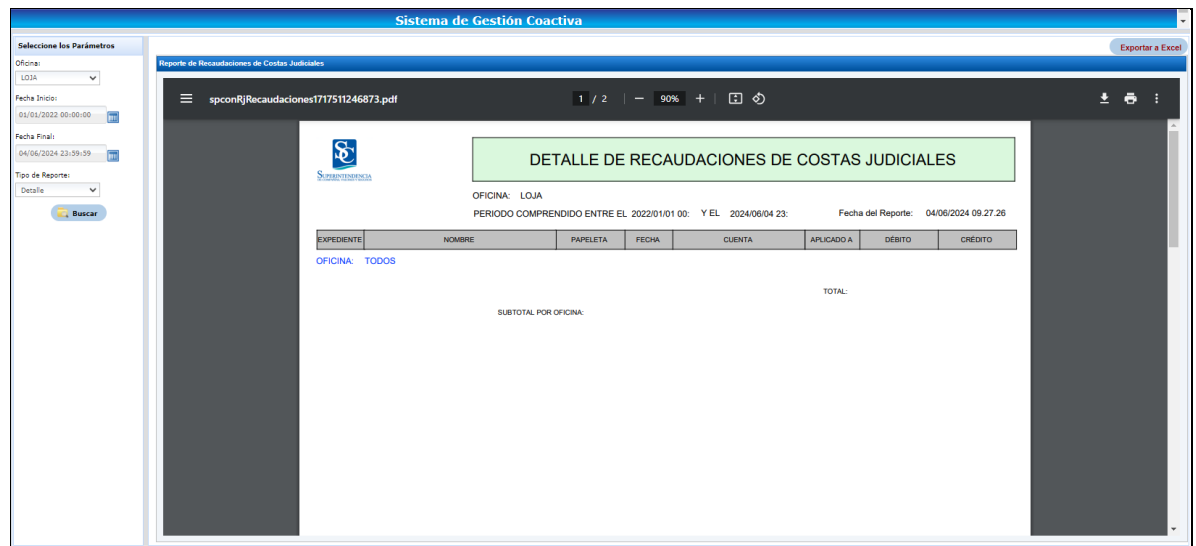 Sistema de Gestión Coactiva
Seleccione los Parámetros
Exportar a Excel
Oficina:
LOJA
Fecha Inicio:
01/01/2022 00:00:00
Fecha Final:
04/06/2024 23:59:59
Tipo de Reporte:
Detalle
Buscar
Reporte de Recaudaciones de Costas Judiciales
spconRjRecaudaciones1717511246873.pdf
1 / 2
90%
SC
SUPERINTENDENCIA
DETALLE DE RECAUDACIONES DE COSTAS JUDICIALES
OFICINA: LOJA
PERIODO COMPRENDIDO ENTRE EL 2022/01/01 00: Y EL 2024/06/04 23: Fecha del Reporte: 04/06/2024 09.27.26
EXPEDIENTE NOMBRE PAPELETA FECHA CUENTA APLICADO A DÉBITO CRÉDITO
OFICINA: TODOS
TOTAL:
SUBTOTAL POR OFICINA: